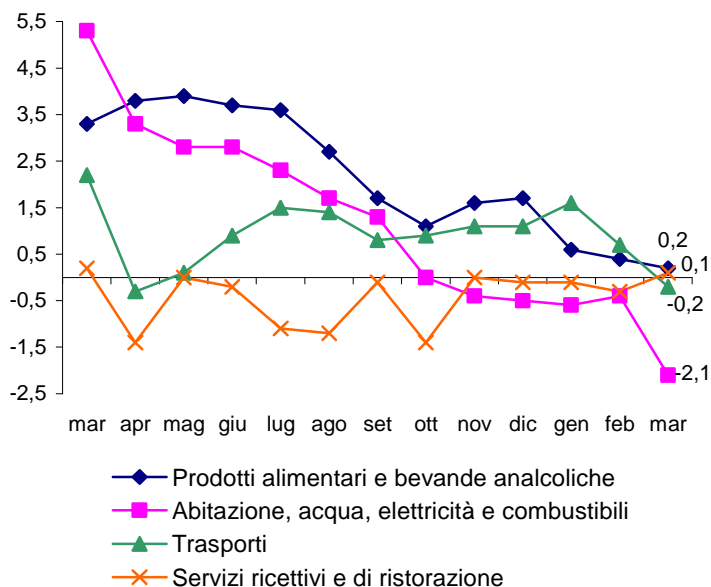 5,5
4,5
3,5
2,5
1,5
0,5
-0,5
-1,5
-2,5
0,2
0,1
-0,2
-2,1
mar apr mag giu lug ago set ott nov dic gen feb mar
Prodotti alimentari e bevande analcoliche
Abitazione, acqua, elettricità e combustibili
Trasporti
Servizi ricettivi e di ristorazione